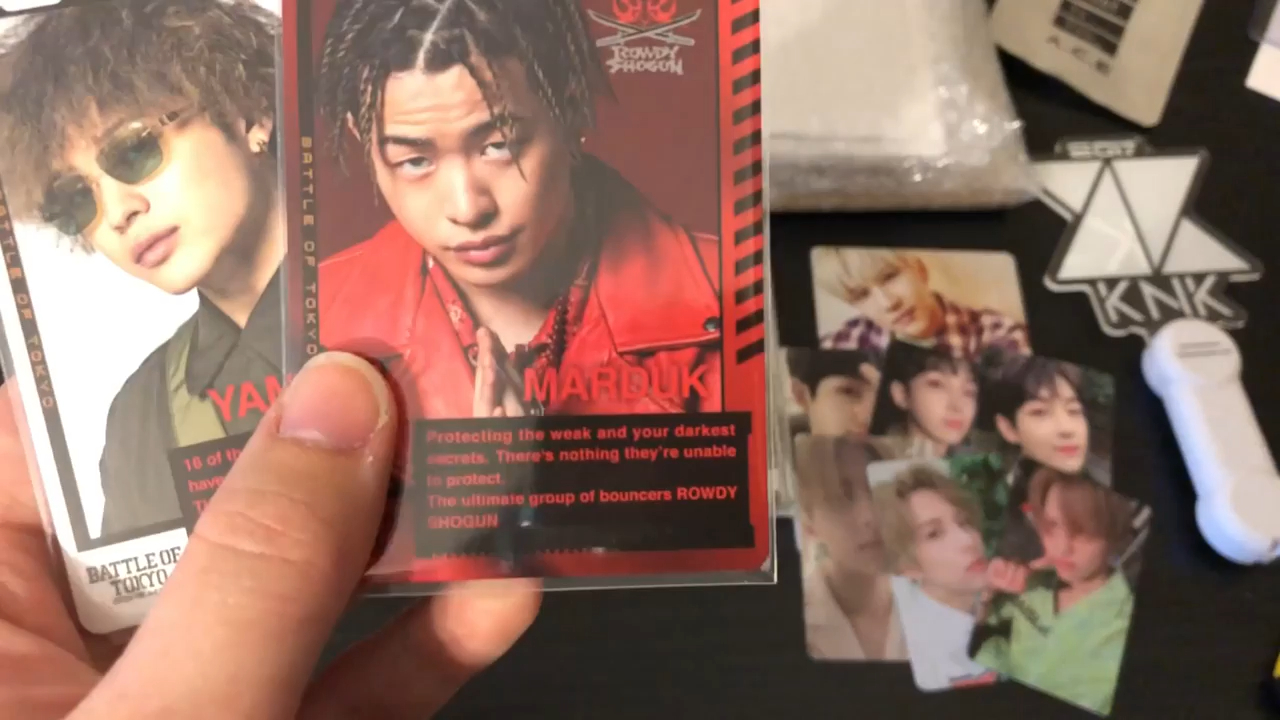 BATTLE OF TOKYO
YAM
16 of th
have
BATTLE OF
TOKYO
BATTLE OF TOKYO
ROWDY
SHOGUN
MARDUK
Protecting the weak and your darkest
secrets. There's nothing they're unable
to protect.
The ultimate group of bouncers ROWDY
SHOGUN
A.C.E
KNK